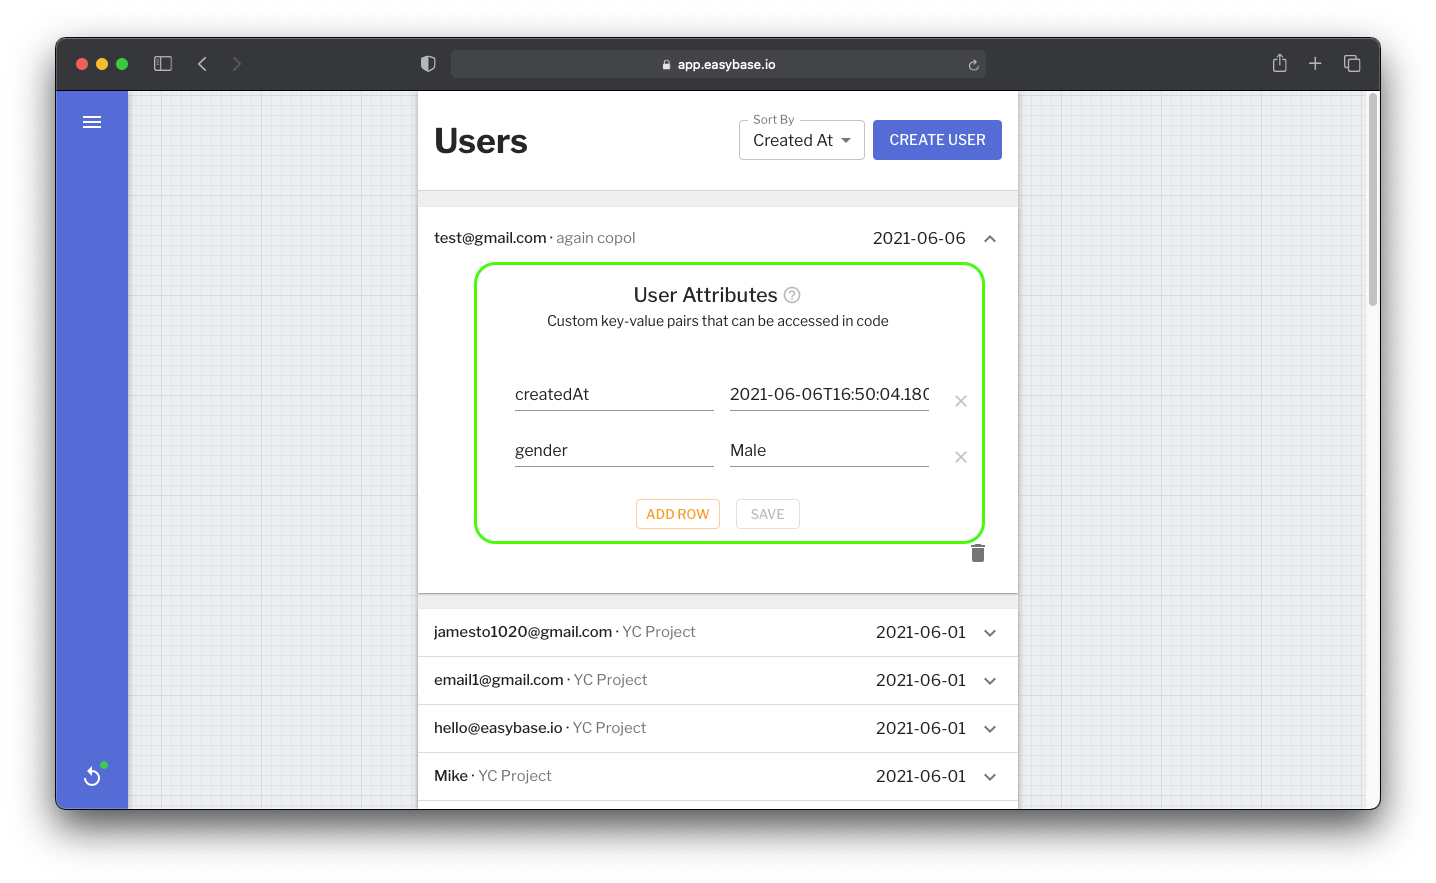 app.easybase.io
Users
Sort By
Created At
CREATE USER
test@gmail.com · again copol 2021-06-06
User Attributes ?
Custom key-value pairs that can be accessed in code
createdAt 2021-06-06T16:50:04.180
gender Male
ADD ROW SAVE
jamesto1020@gmail.com · YC Project 2021-06-01
email1@gmail.com · YC Project 2021-06-01
hello@easybase.io · YC Project 2021-06-01
Mike · YC Project 2021-06-01